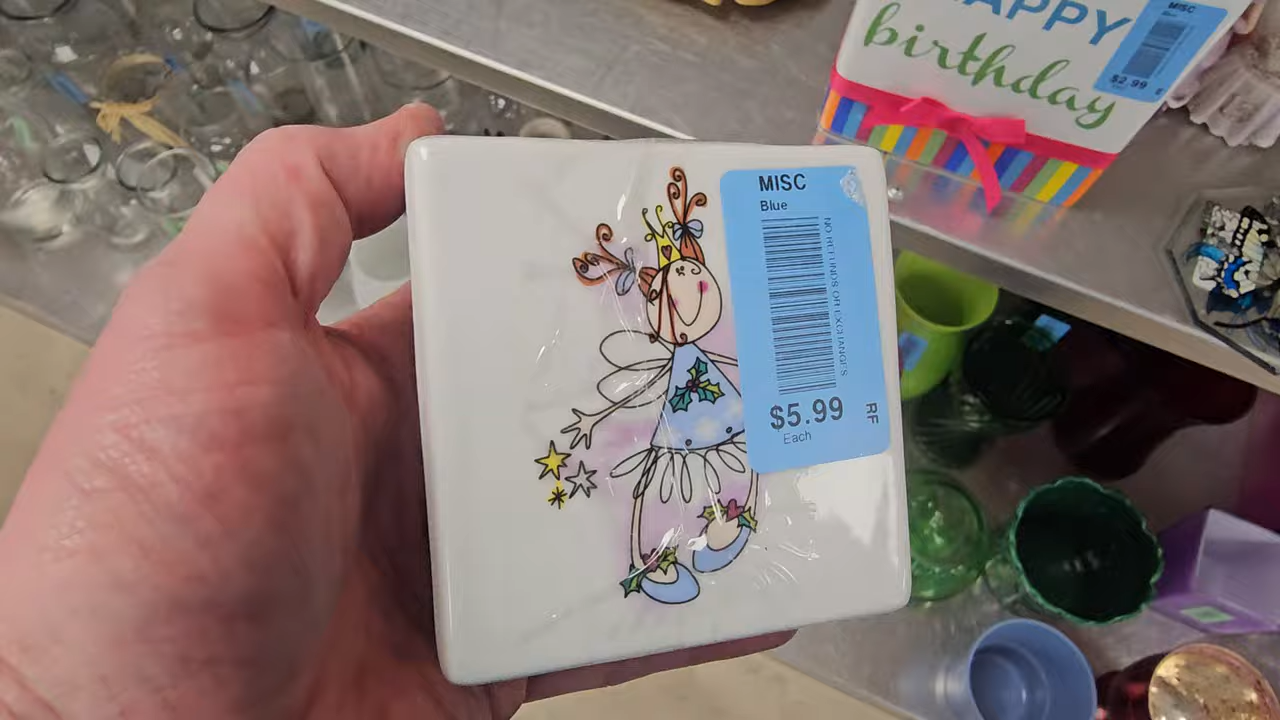 HAPPY
birthday
MISC
Blue
$2.99
MISC
Blue
NO REFUNDS OR EXCHANGES
$5.99
Each
RF